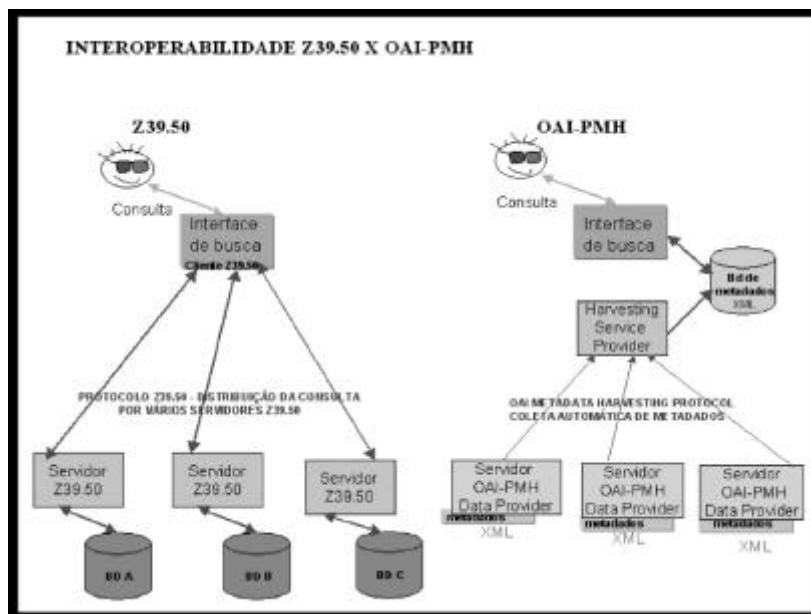 INTEROPERABILIDADE Z39.50 X OAI-PMH
Z39.50
Consulta
Interface
de busca
Cliente Z39.50
PROTOCOLO Z39.50 - DISTRIBUIÇÃO DA CONSULTA
POR VÁRIOS SERVIDORES Z39.50
Servidor
Z39.50
Servidor
Z39.50
Servidor
Z39.50
BD A
BD B
BD C
OAI-PMH
Consulta
Interface
de busca
Bd de
metadados
XML
Harvesting
Service
Provider
OAI METADATA HARVESTING PROTOCOL
COLETA AUTOMÁTICA DE METADADOS
Servidor
OAI-PMH
Data Provider
metadados
XML
Servidor
OAI-PMH
Data Provider
metadados
XML
Servidor
OAI-PMH
Data Provider
metadados
XML